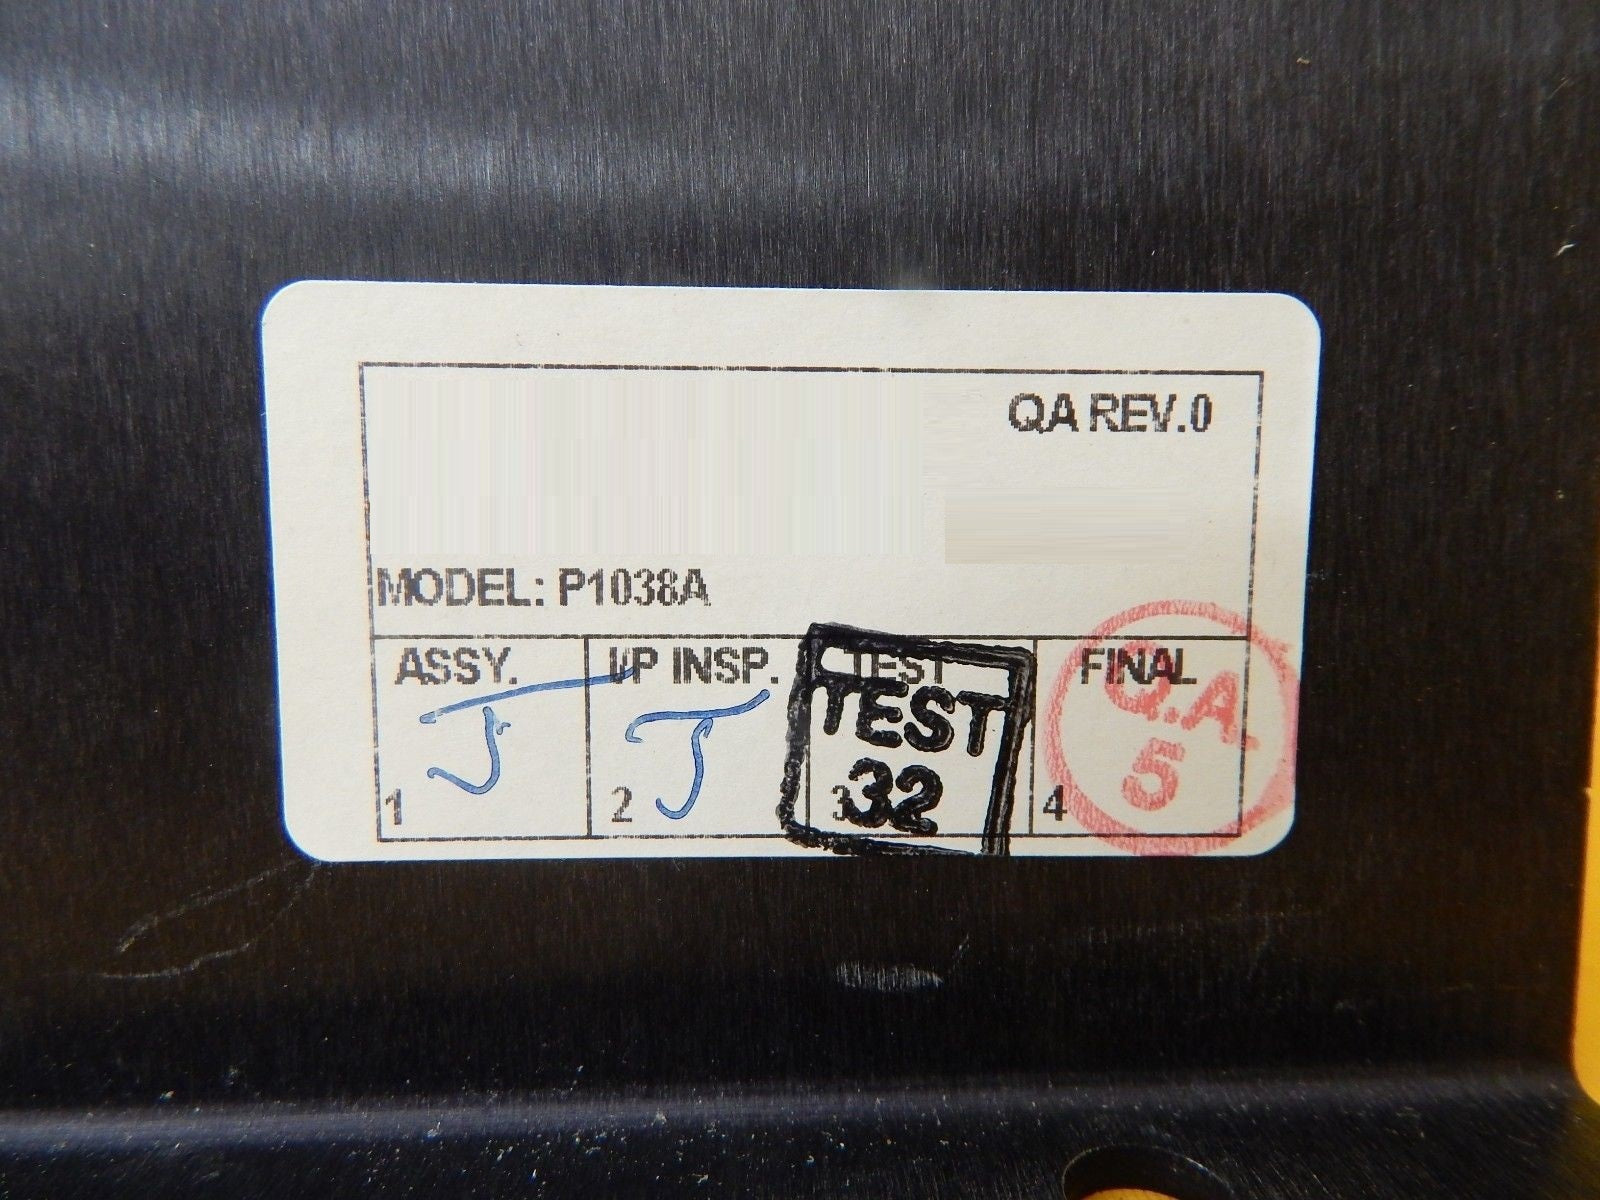 QA REV.0
MODEL: P1038A
ASSY. I/P INSP. TEST FINAL
J J TEST Q.A.
32 5
1 2 3 4